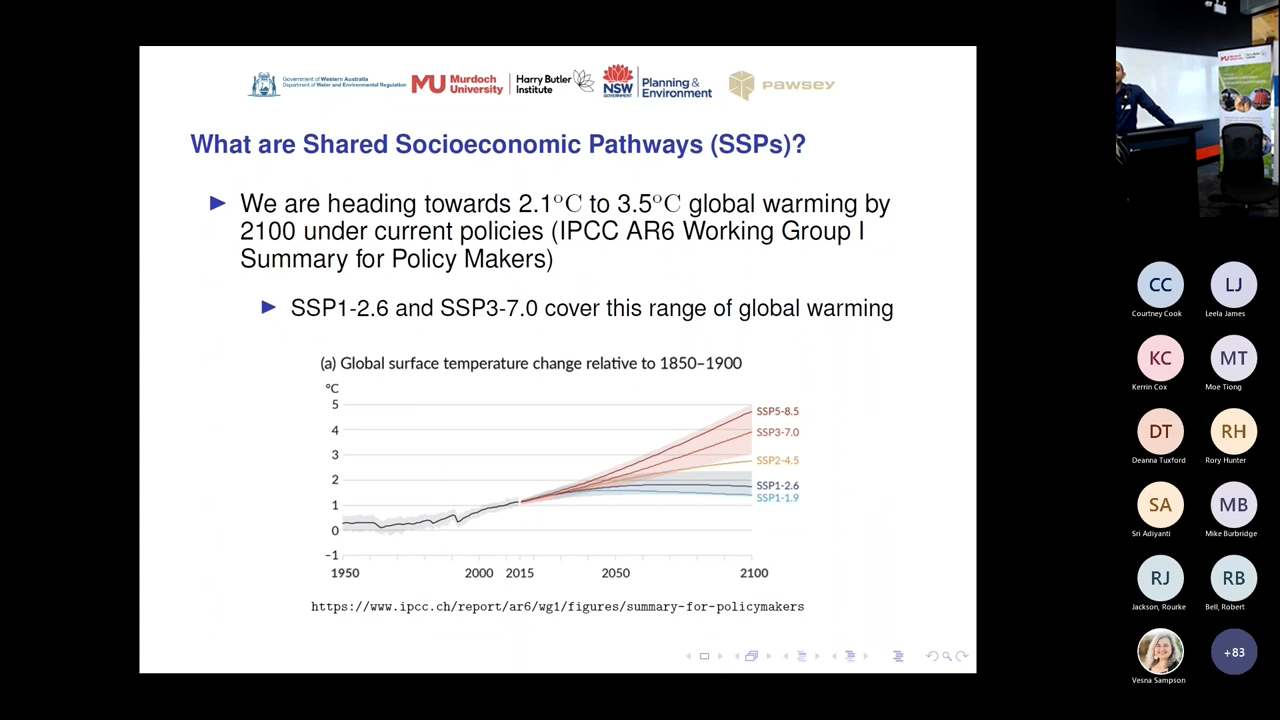 Government of Western Australia
Department of Water and Environmental Regulation
MU Murdoch University
Harry Butler Institute
NSW GOVERNMENT
Planning & Environment
PAWSEY
What are Shared Socioeconomic Pathways (SSPs)?
We are heading towards 2.1°C to 3.5°C global warming by
2100 under current policies (IPCC AR6 Working Group I
Summary for Policy Makers)
SSP1-2.6 and SSP3-7.0 cover this range of global warming
(a) Global surface temperature change relative to 1850–1900
°C
5
4
3
2
1
0
−1
SSP5-8.5
SSP3-7.0
SSP2-4.5
SSP1-2.6
SSP1-1.9
1950 2000 2015 2050 2100
https://www.ipcc.ch/report/ar6/wg1/figures/summary-for-policymakers
CC LJ
Courtney Cook Leela James
KC MT
Kerrin Cox Moe Tiong
DT RH
Deanna Tuxford Rory Hunter
SA MB
Sri Adiyanti Mike Burbridge
RJ RB
Jackson, Rourke Bell, Robert
+83
Vesna Sampson